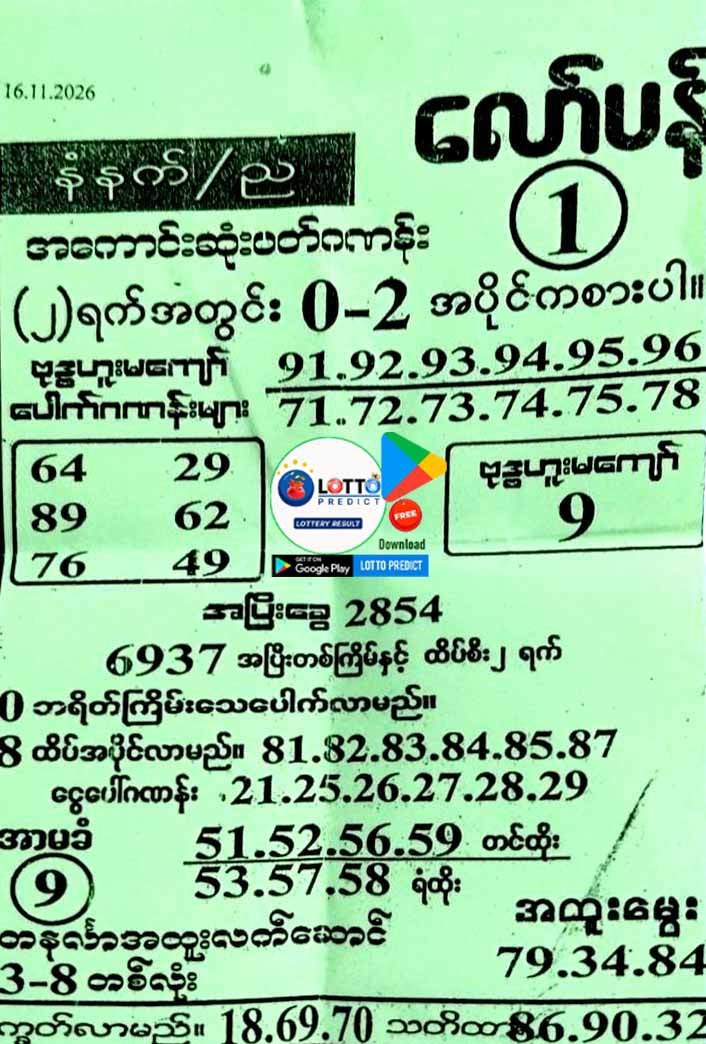 16.11.2026
လော်ပန်
နံနက်/ည
1
အကောင်းဆုံးပတ်ဂဏန်း
(၂)ရက်အတွင်း 0-2 အပိုင်ကစားပါ။
ဗုဒ္ဓဟူးမကျော် 91.92.93.94.95.96
ပေါက်ဂဏန်းများ 71.72.73.74.75.78
64 29
89 62
76 49
LOTTO
PREDICT
LOTTERY RESULT
FREE
Download
GET IT ON
Google Play LOTTO PREDICT
ဗုဒ္ဓဟူးမကျော်
9
အပြီးခွေ 2854
6937 အပြီးတစ်ကြိမ်နှင့် ထိပ်စီး၂ ရက်
0 ဘရိတ်ကြိမ်းသေပေါက်လာမည်။
8 ထိပ်အပိုင်လာမည်။ 81.82.83.84.85.87
ငွေပေါ်ဂဏန်း 21.25.26.27.28.29
အာမခံ
9
51.52.56.59 တင်ထိုး
53.57.58 ရံထိုး
အထူးမွေး
79.34.84
တနင်္လာအထူးလက်ဆောင်
3-8 တစ်လုံး
ကွတ်လာမည်။ 18.69.70 86.90.32